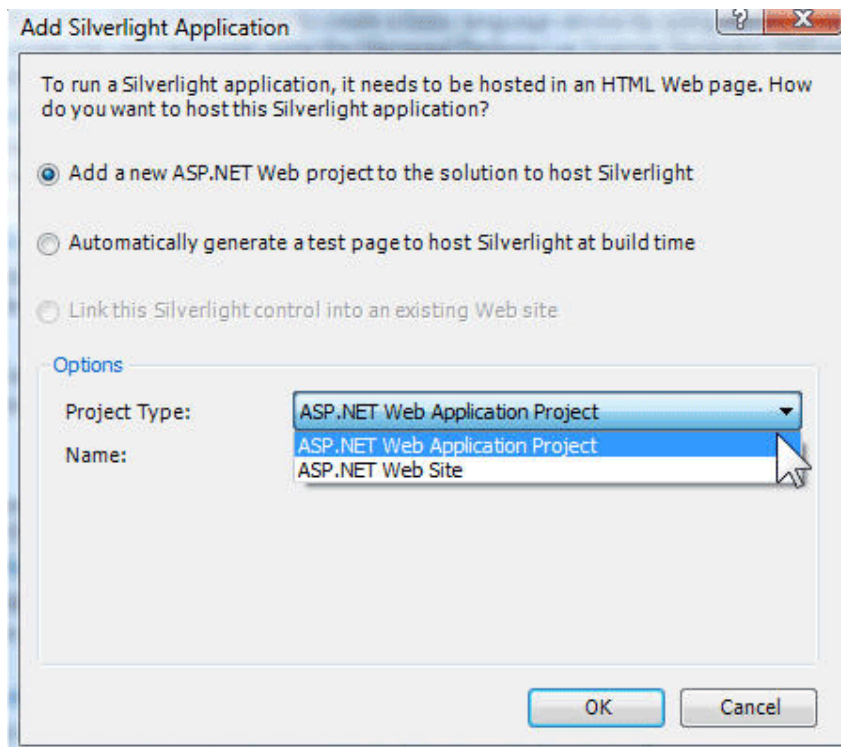 Add Silverlight Application
?
X
To run a Silverlight application, it needs to be hosted in an HTML Web page. How
do you want to host this Silverlight application?
Add a new ASP.NET Web project to the solution to host Silverlight
Automatically generate a test page to host Silverlight at build time
Link this Silverlight control into an existing Web site
Options
Project Type: ASP.NET Web Application Project
ASP.NET Web Application Project
Name:
ASP.NET Web Site
OK Cancel